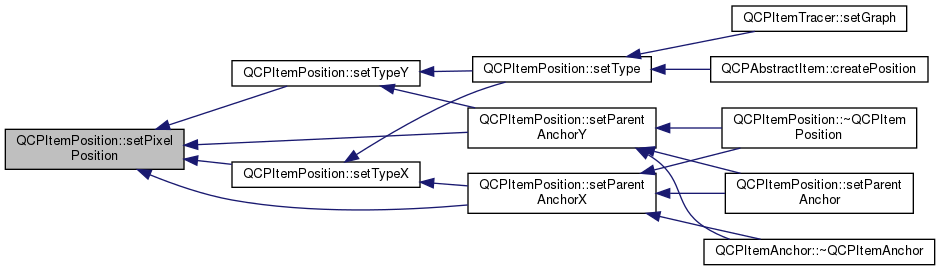 QCPItemPosition::setPixel
Position
QCPItemPosition::setTypeY
QCPItemPosition::setTypeX
QCPItemPosition::setType
QCPItemPosition::setParent
AnchorY
QCPItemPosition::setParent
AnchorX
QCPItemTracer::setGraph
QCPAbstractItem::createPosition
QCPItemPosition::~QCPItem
Position
QCPItemPosition::setParent
Anchor
QCPItemAnchor::~QCPItemAnchor